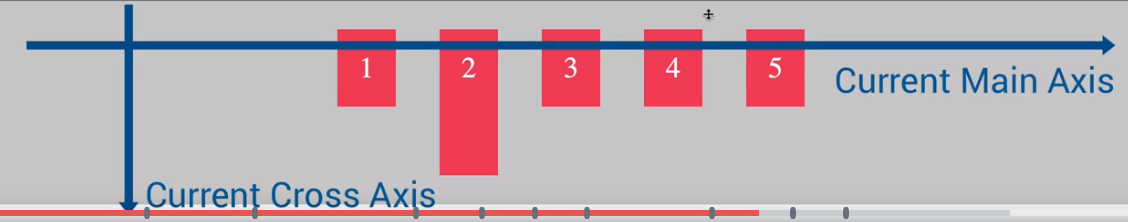 1 2 3 4 5
Current Main Axis
Current Cross Axis